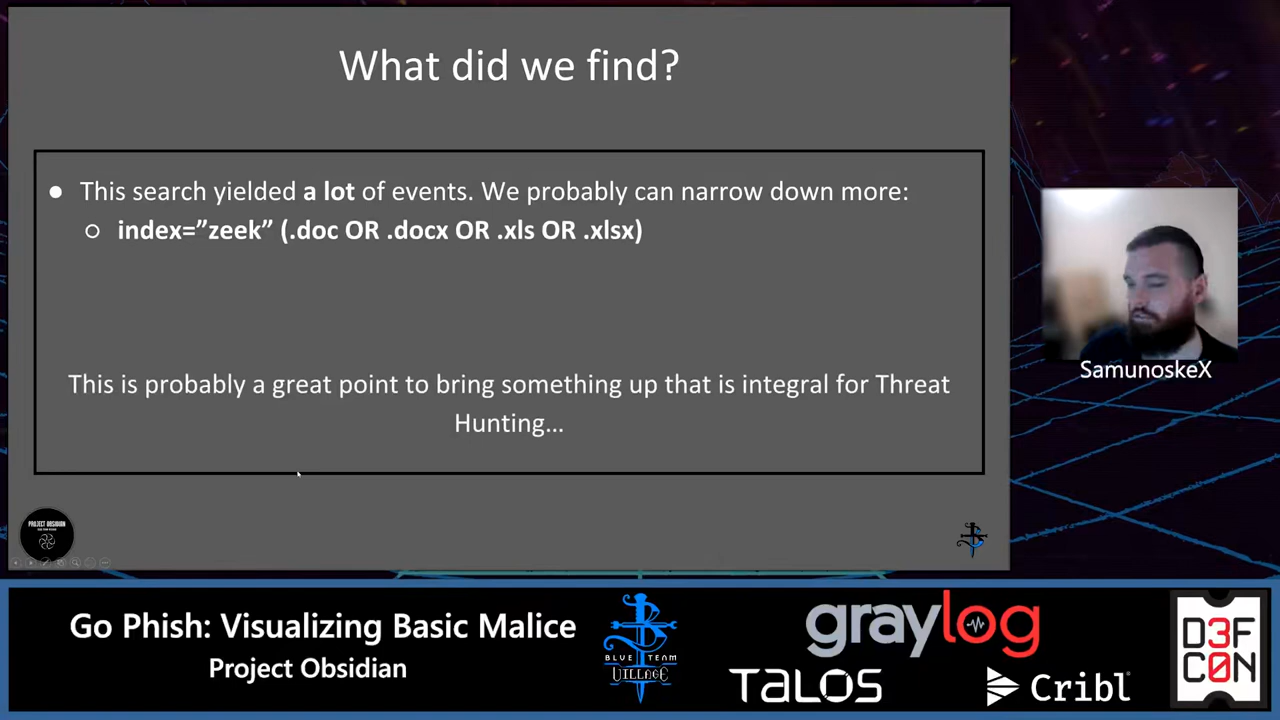 What did we find?
● This search yielded a lot of events. We probably can narrow down more:
○ index=”zeek” (.doc OR .docx OR .xls OR .xlsx)
This is probably a great point to bring something up that is integral for Threat
Hunting...
PROJECT OBSIDIAN
SamunoskeX
Go Phish: Visualizing Basic Malice
Project Obsidian
BLUE TEAM
VILLAGE
graylog
TALOS
Cribl
D3F
C0N